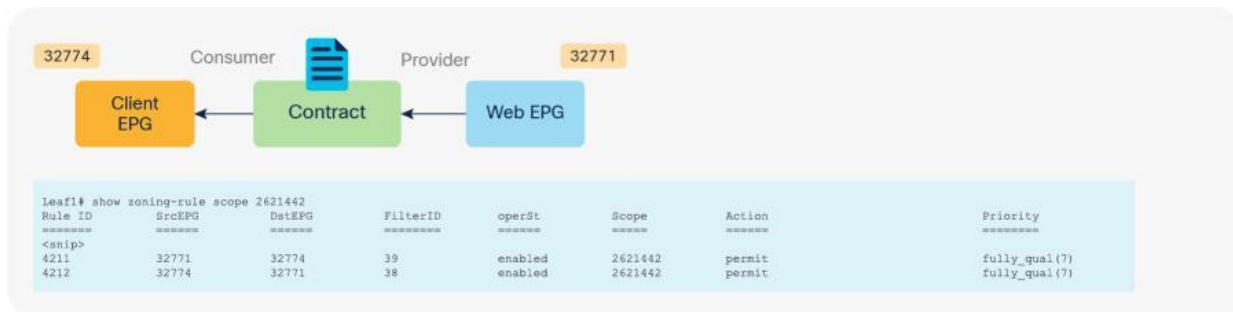 32774 Consumer Provider 32771
Client
EPG
Contract
Web EPG
Leaf1# show zoning-rule scope 2621442
Rule ID SrcEPG DstEPG FilterID operSt Scope Action Priority
======= ====== ====== ======== ====== ===== ====== ========
<snip>
4211 32771 32774 39 enabled 2621442 permit fully_qual(7)
4212 32774 32771 38 enabled 2621442 permit fully_qual(7)